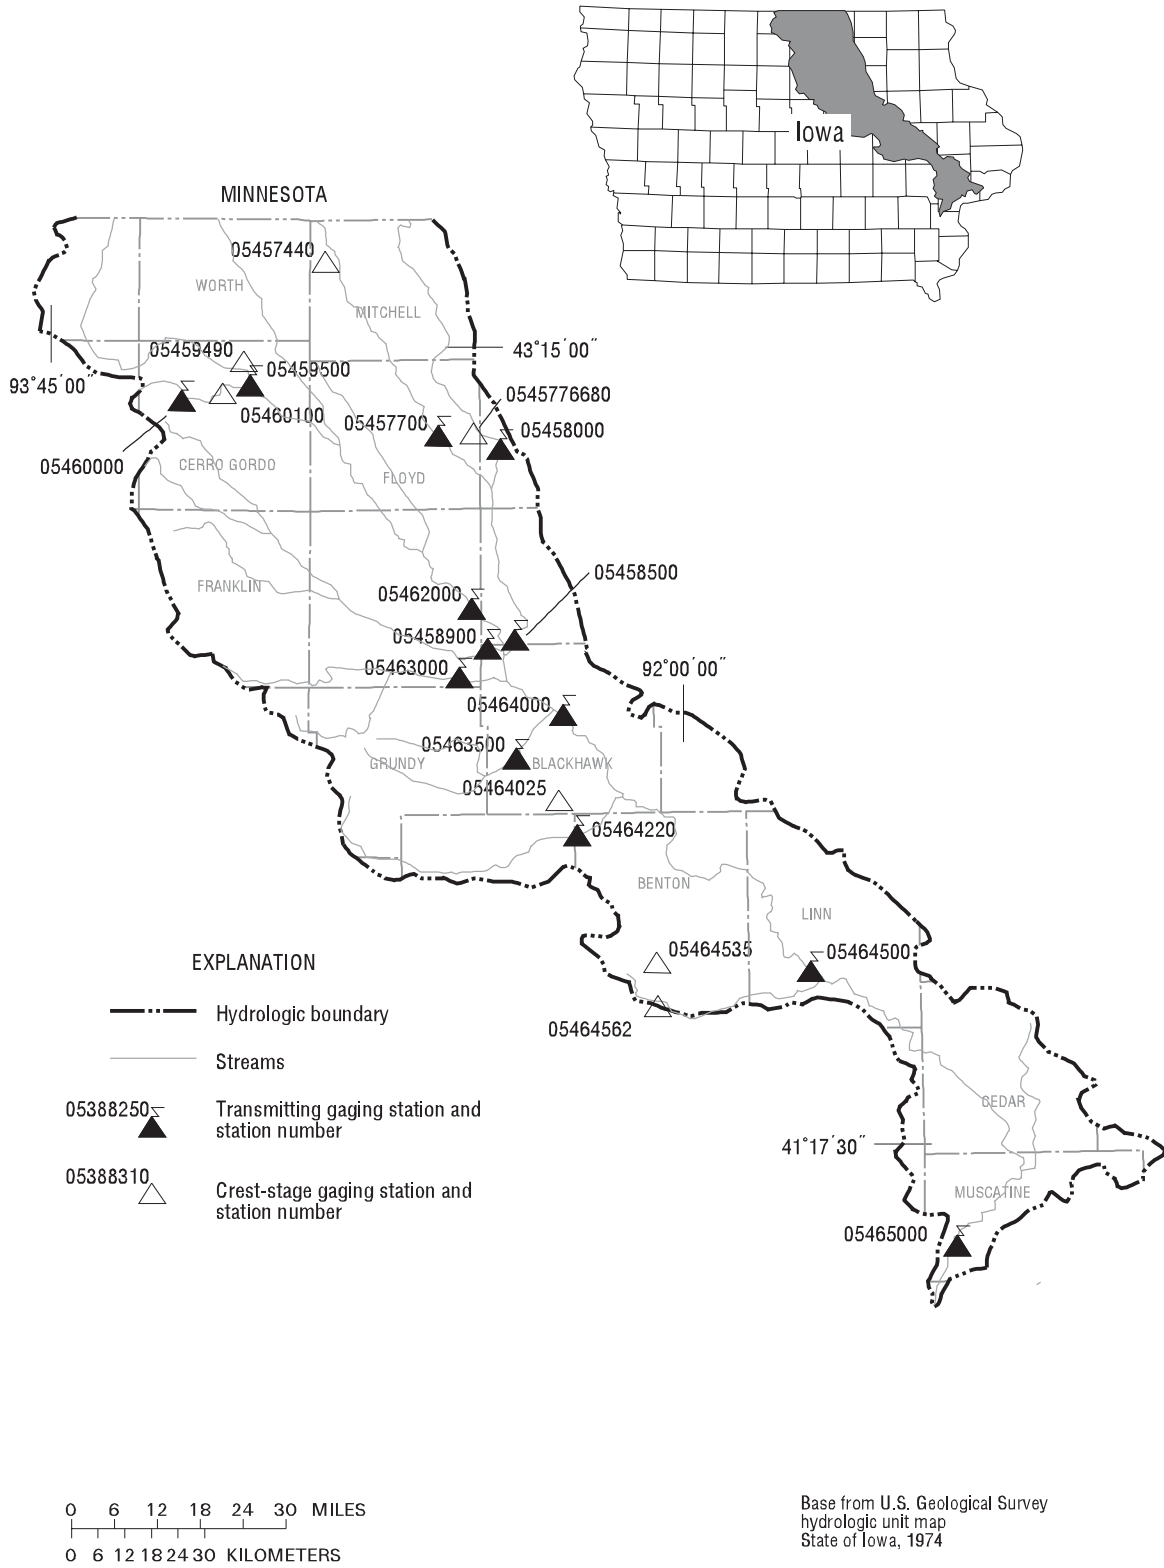 Iowa
MINNESOTA
05457440
WORTH
MITCHELL
05459490
05459500
43°15´00˝
93°45´00˝
0545776680
05460100
05457700
05458000
05460000
CERRO GORDO
FLOYD
05458500
FRANKLIN
05462000
05458900
05463000
92°00´00˝
05464000
05463500
GRUNDY
BLACKHAWK
05464025
05464220
BENTON
LINN
05464535
05464500
05464562
EXPLANATION
Hydrologic boundary
Streams
05388250
Transmitting gaging station and
station number
05388310
Crest-stage gaging station and
station number
CEDAR
41°17´30˝
MUSCATINE
05465000
0 6 12 18 24 30 MILES
0 6 12 18 24 30 KILOMETERS
Base from U.S. Geological Survey
hydrologic unit map
State of Iowa, 1974